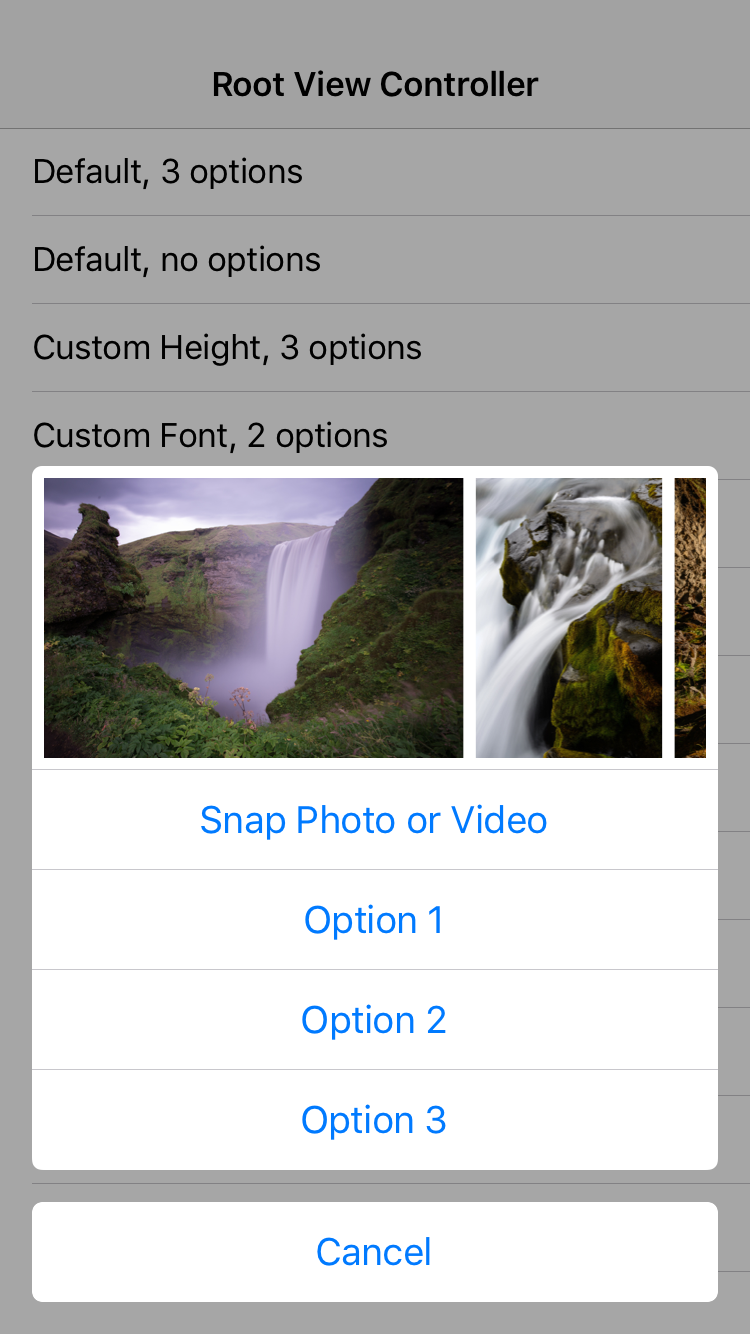 Root View Controller
Default, 3 options
Default, no options
Custom Height, 3 options
Custom Font, 2 options
Snap Photo or Video
Option 1
Option 2
Option 3
Cancel